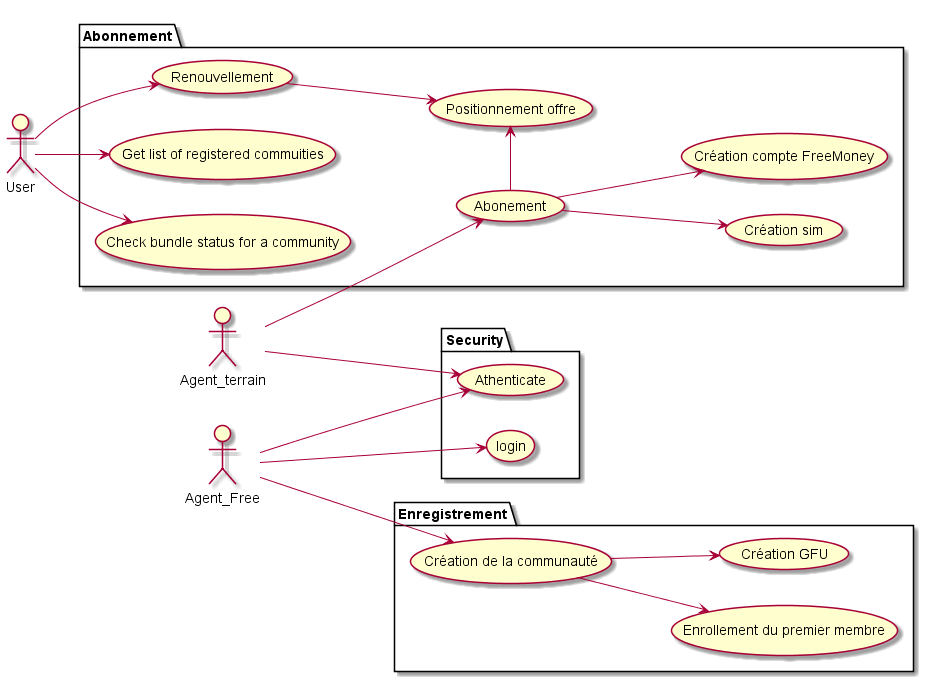 Abonnement
Renouvellement
Positionnement offre
Get list of registered commuities
Création compte FreeMoney
User
Abonement
Création sim
Check bundle status for a community
Agent_terrain
Security
Athenticate
login
Agent_Free
Enregistrement
Création de la communauté
Création GFU
Enrollement du premier membre